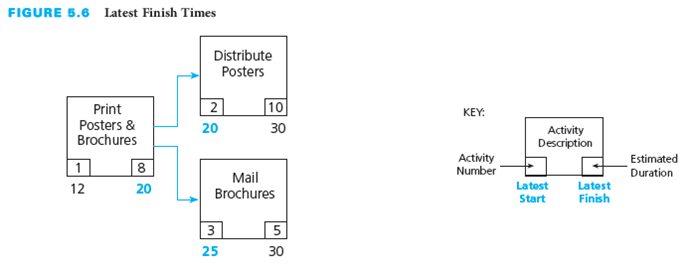 FIGURE 5.6 Latest Finish Times
Distribute
Posters
2 10
20 30
Print
Posters &
Brochures
1 8
12 20
Mail
Brochures
3 5
25 30
KEY:
Activity
Description
Activity
Number
Estimated
Duration
Latest
Start
Latest
Finish